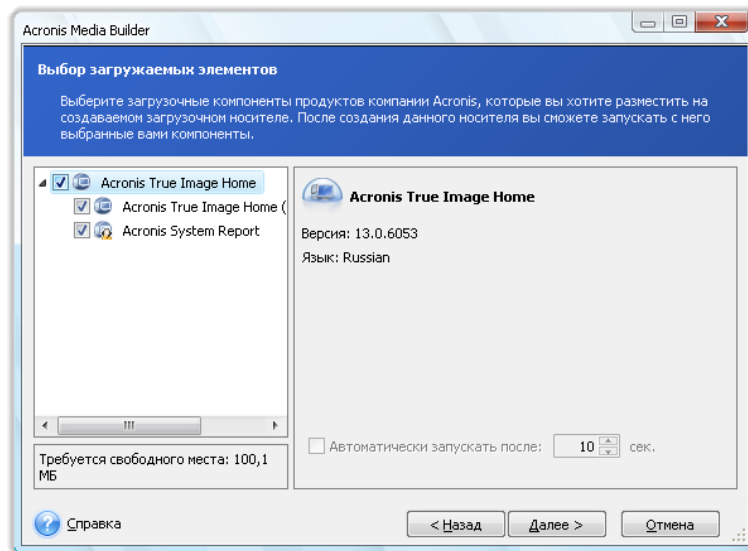 Acronis Media Builder
Выбор загружаемых элементов
Выберите загрузочные компоненты продуктов компании Acronis, которые вы хотите разместить на
создаваемом загрузочном носителе. После создания данного носителя вы сможете запускать с него
выбранные вами компоненты.
Acronis True Image Home
Acronis True Image Home (
Acronis System Report
Требуется свободного места: 100,1
МБ
Acronis True Image Home
Версия: 13.0.6053
Язык: Russian
Автоматически запускать после: 10 сек.
Справка
< Назад
Далее >
Отмена